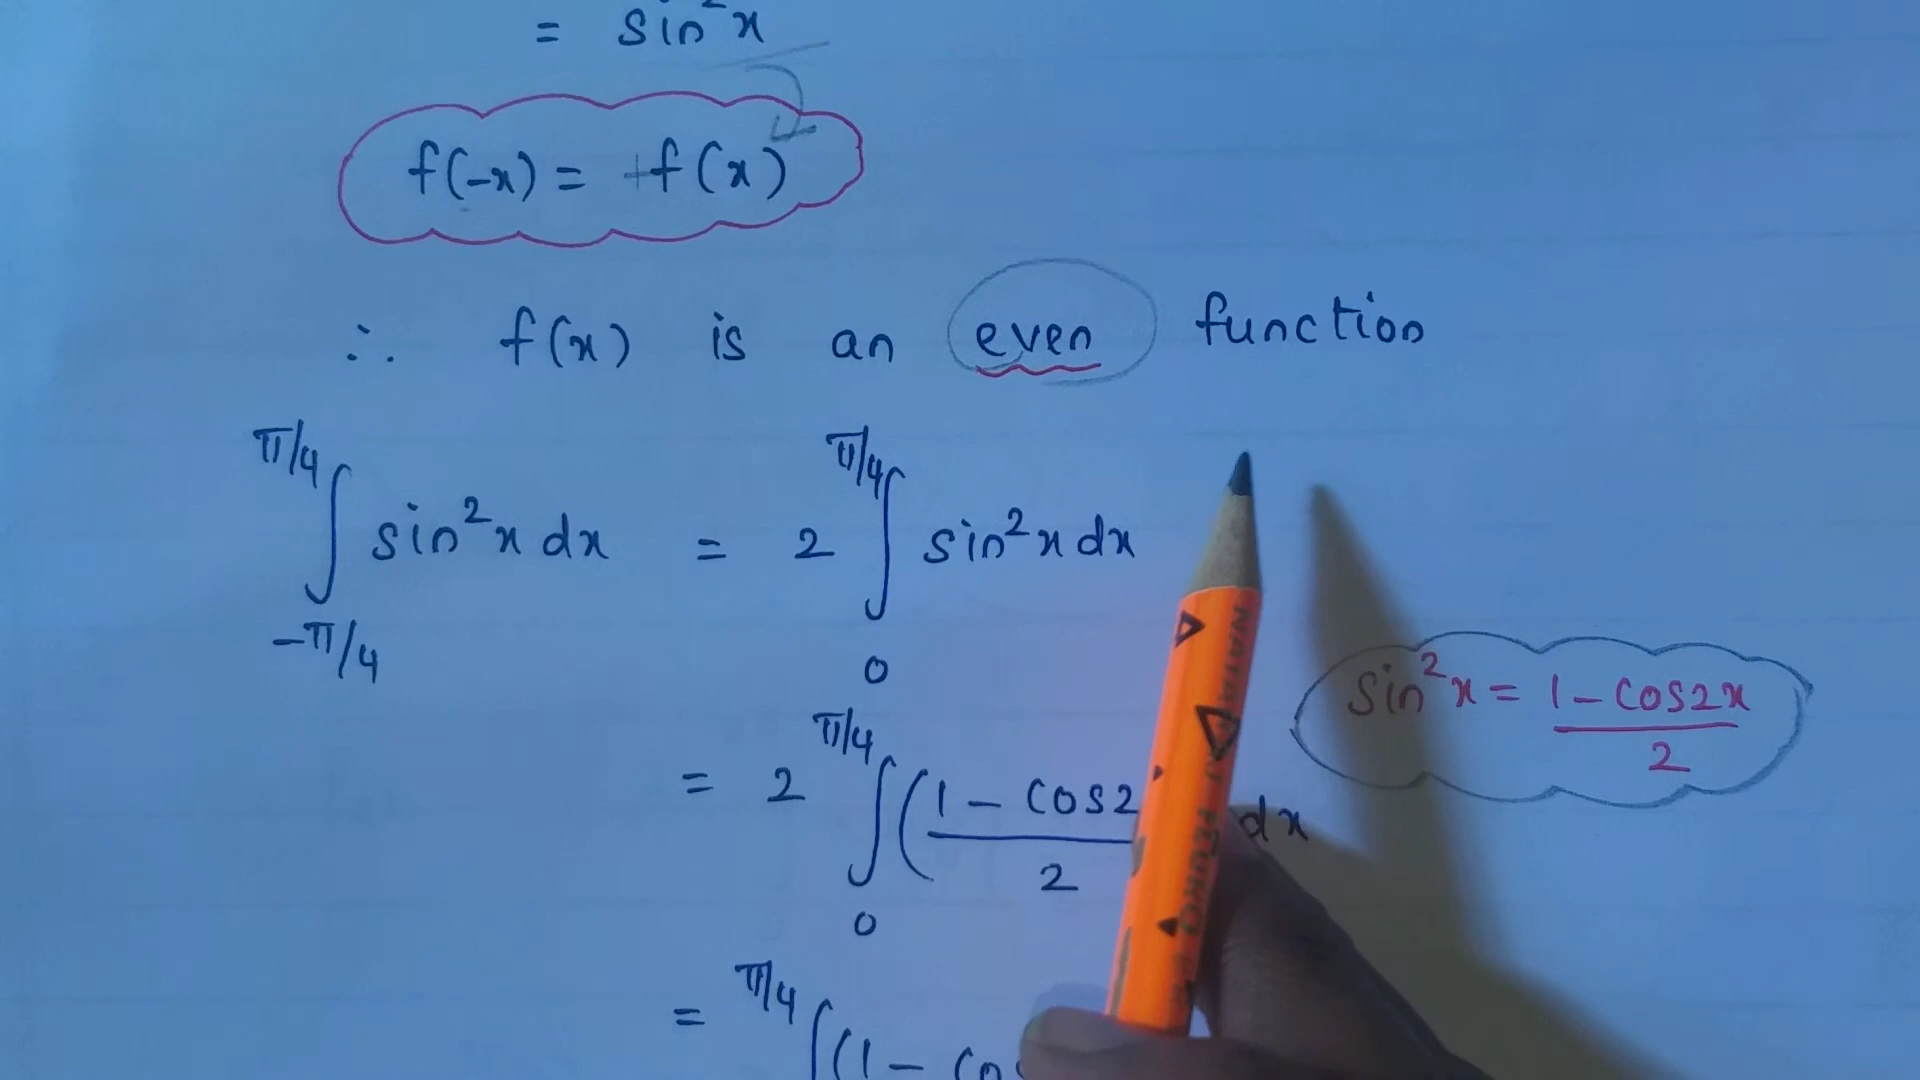 = sin²x
f(-x) = +f(x)
∴ f(x) is an even function
π/4 ∫ -π/4 sin²x dx = 2 π/4 ∫ 0 sin²x dx
sin²x = 1-cos2x / 2
= 2 π/4 ∫ 0 (1 - cos2 / 2 dx
= π/4 ∫ (1 -